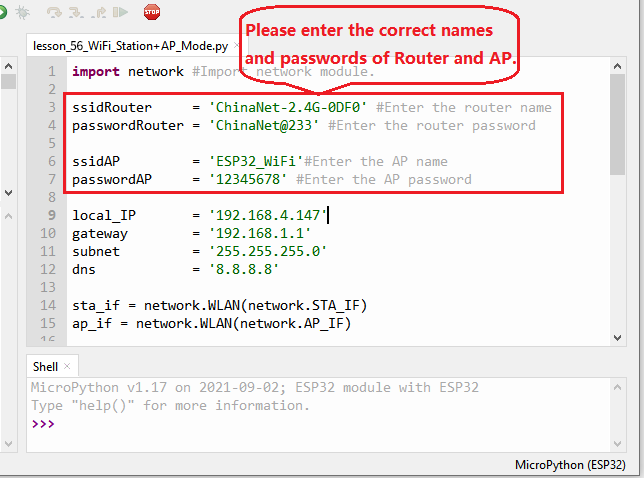 STOP
Please enter the correct names
and passwords of Router and AP.
lesson_56_WiFi_Station+AP_Mode.py
1 import network #Import network module.
2
3 ssidRouter = 'ChinaNet-2.4G-0DF0' #Enter the router name
4 passwordRouter = 'ChinaNet@233' #Enter the router password
5
6 ssidAP = 'ESP32_WiFi'#Enter the AP name
7 passwordAP = '12345678' #Enter the AP password
8
9 local_IP = '192.168.4.147'
10 gateway = '192.168.1.1'
11 subnet = '255.255.255.0'
12 dns = '8.8.8.8'
13
14 sta_if = network.WLAN(network.STA_IF)
15 ap_if = network.WLAN(network.AP_IF)
16
Shell
MicroPython v1.17 on 2021-09-02; ESP32 module with ESP32
Type "help()" for more information.
>>>
MicroPython (ESP32)